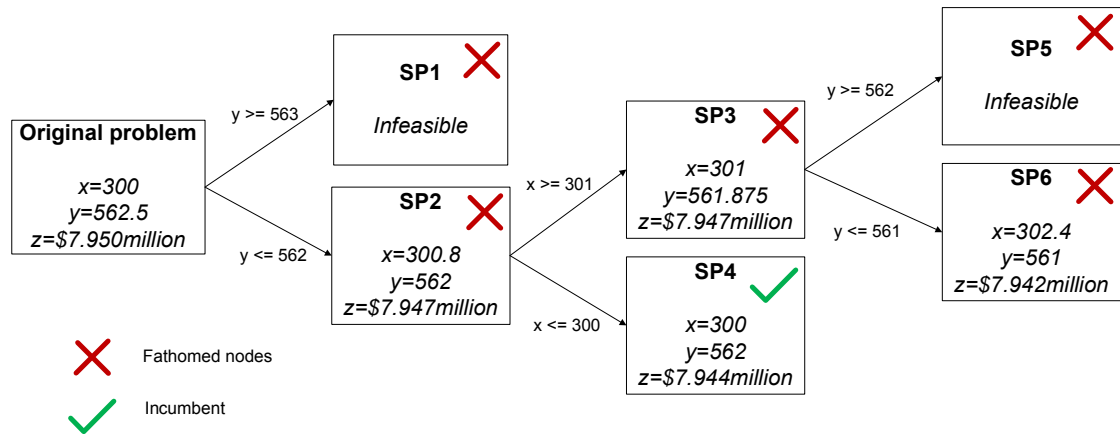 Original problem
x=300
y=562.5
z=$7.950million
y >= 563
y <= 562
SP1
Infeasible
SP2
x=300.8
y=562
z=$7.947million
x >= 301
x <= 300
SP3
x=301
y=561.875
z=$7.947million
SP4
x=300
y=562
z=$7.944million
y >= 562
y <= 561
SP5
Infeasible
SP6
x=302.4
y=561
z=$7.942million
Fathomed nodes
Incumbent